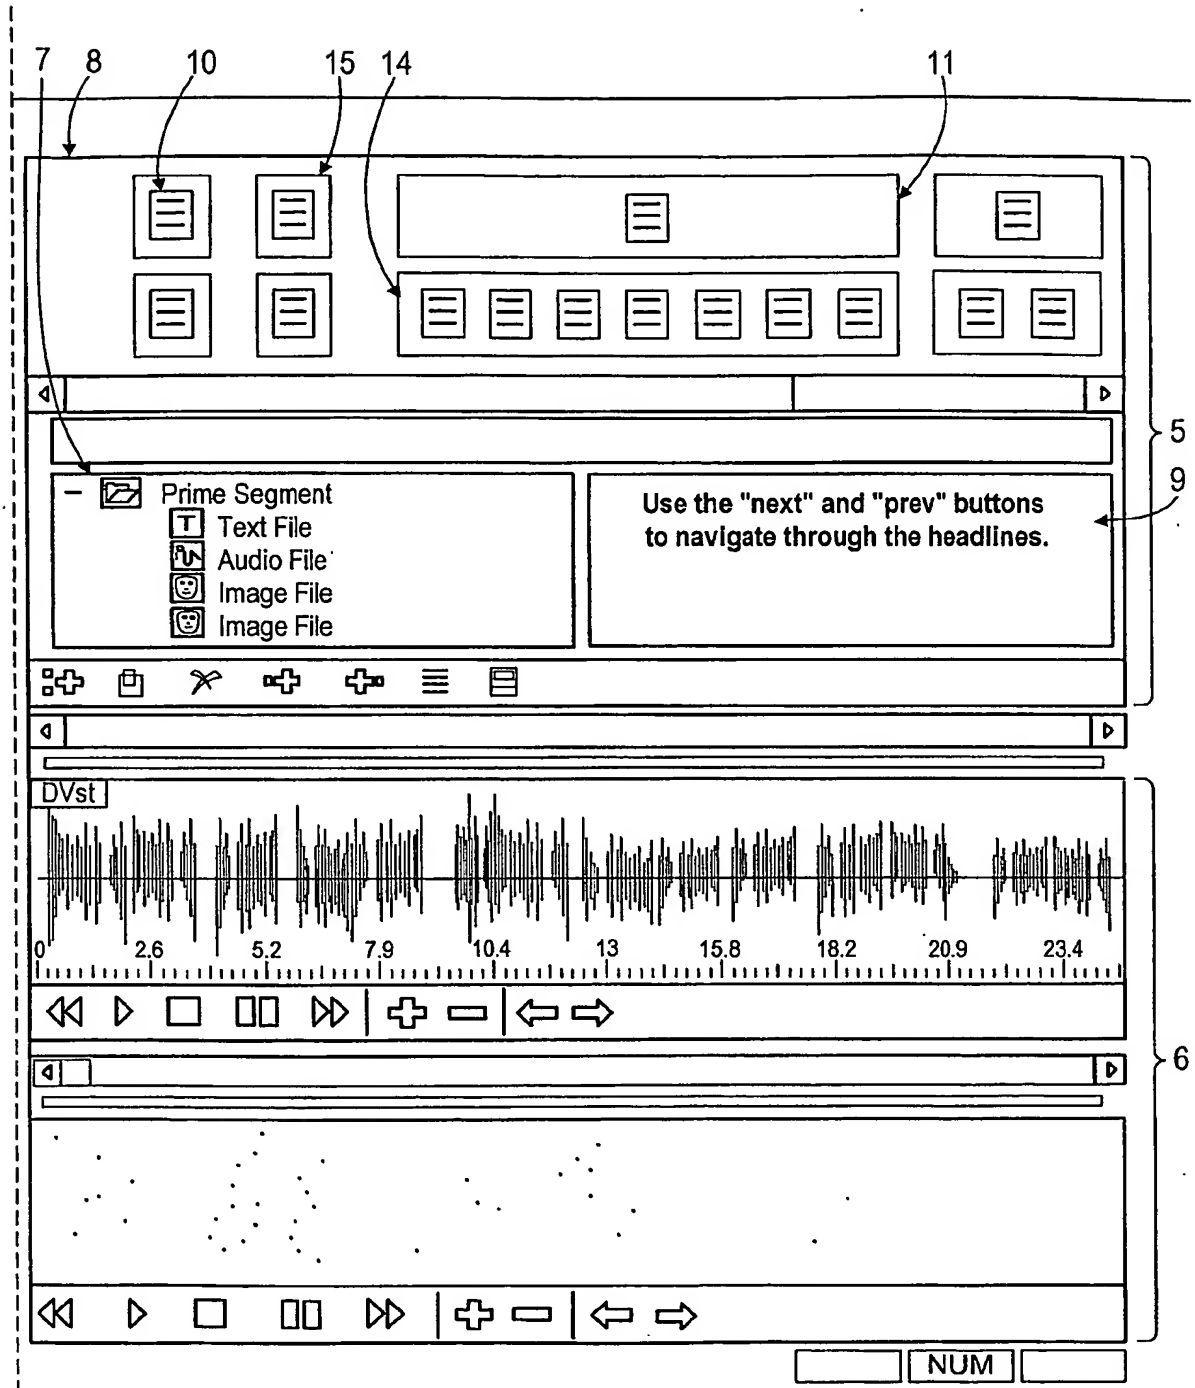 7 8 10 15 14 11
5
9
Prime Segment
Text File
Audio File
Image File
Image File
T
Use the "next" and "prev" buttons
to navigate through the headlines.
DVst
0 2.6 5.2 7.9 10.4 13 15.8 18.2 20.9 23.4
6
NUM